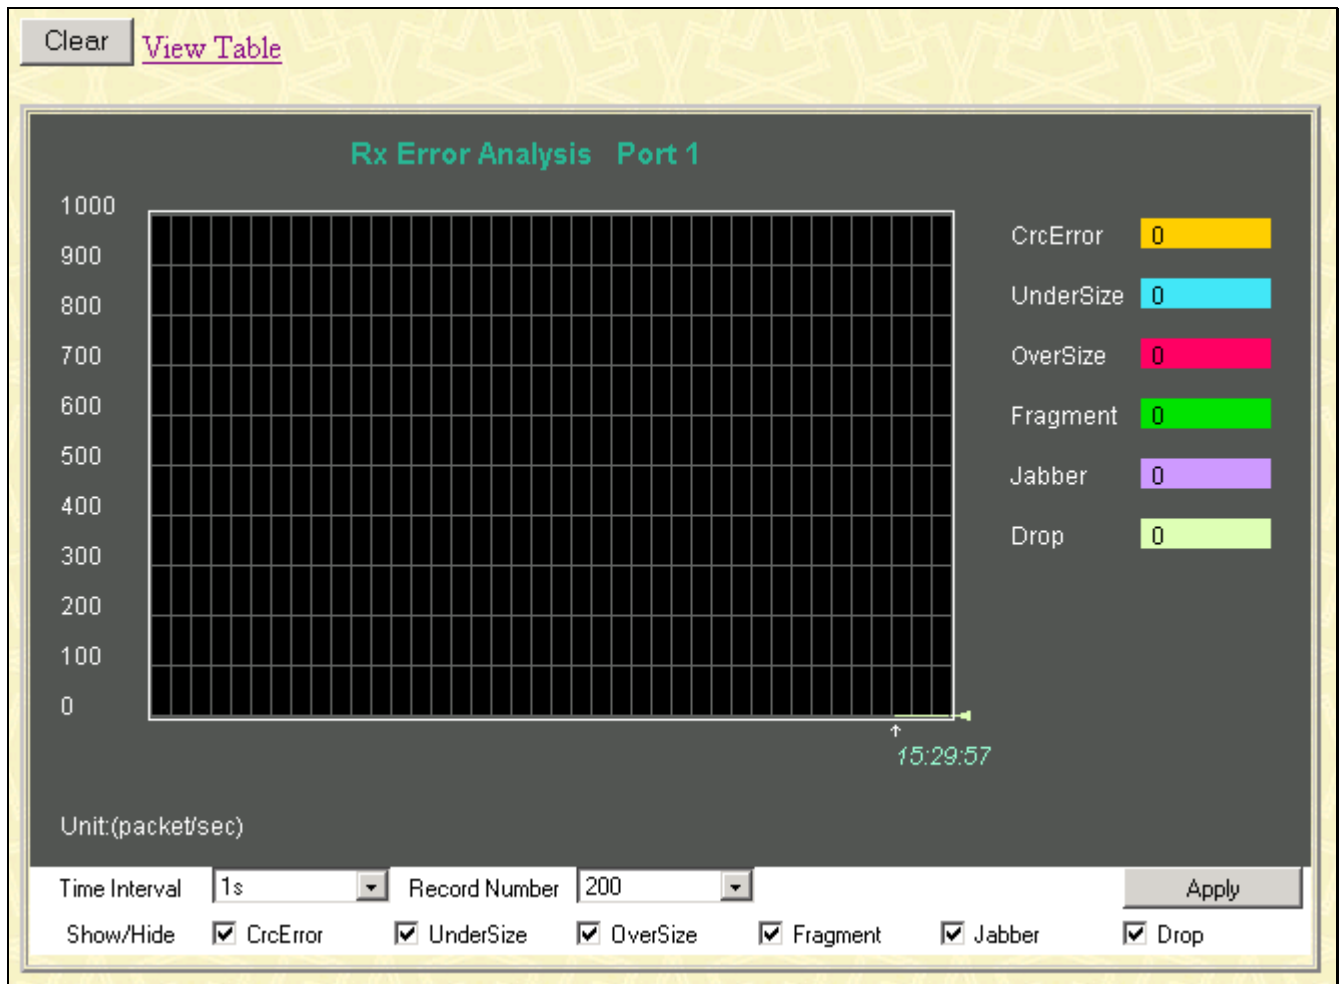 Clear View Table
Rx Error Analysis Port 1
1000
900
800
700
600
500
400
300
200
100
0
CrcError 0
UnderSize 0
OverSize 0
Fragment 0
Jabber 0
Drop 0
15:29:57
Unit:(packet/sec)
Time Interval 1s Record Number 200 Apply
Show/Hide CrcError UnderSize OverSize Fragment Jabber Drop